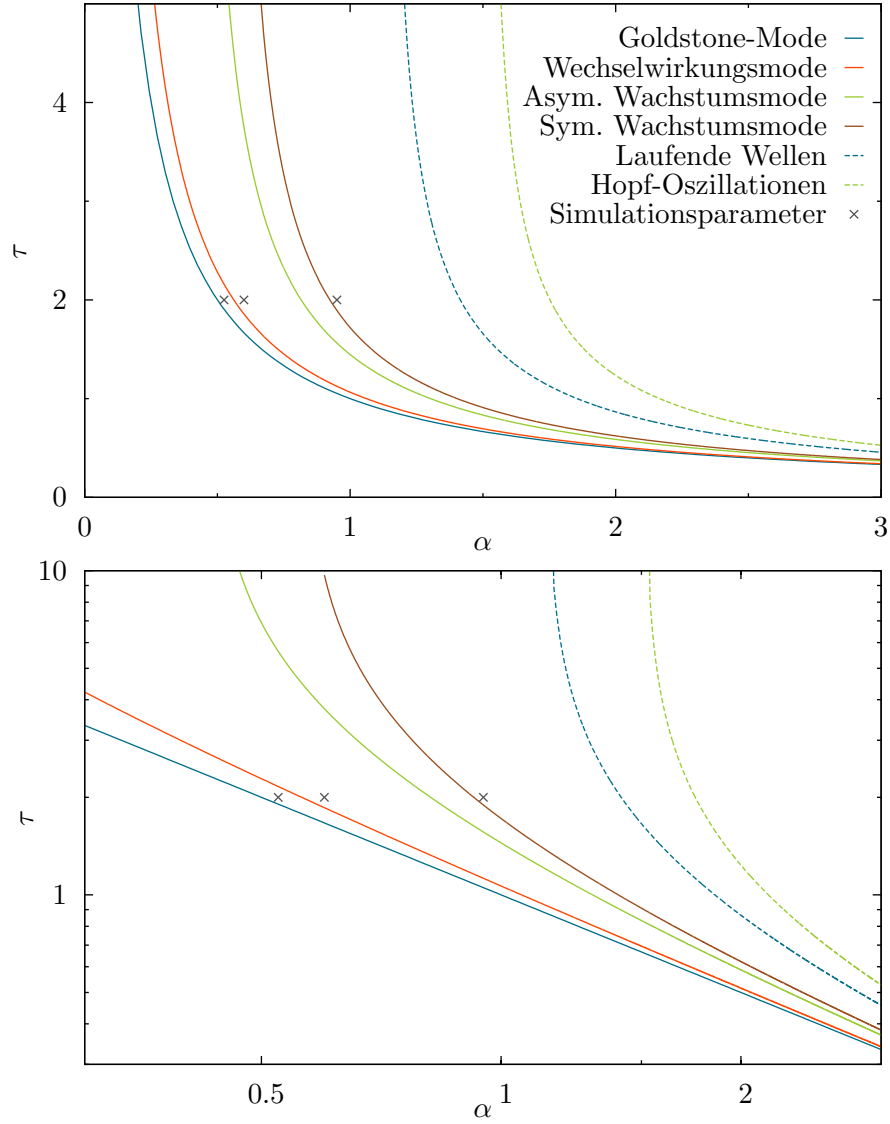 Goldstone-Mode
Wechselwirkungsmode
Asym. Wachstumsmode
Sym. Wachstumsmode
Laufende Wellen
Hopf-Oszillationen
Simulationsparameter
4
2
0
τ
0 1 2 3
α
10
1
τ
0.5 1 2
α